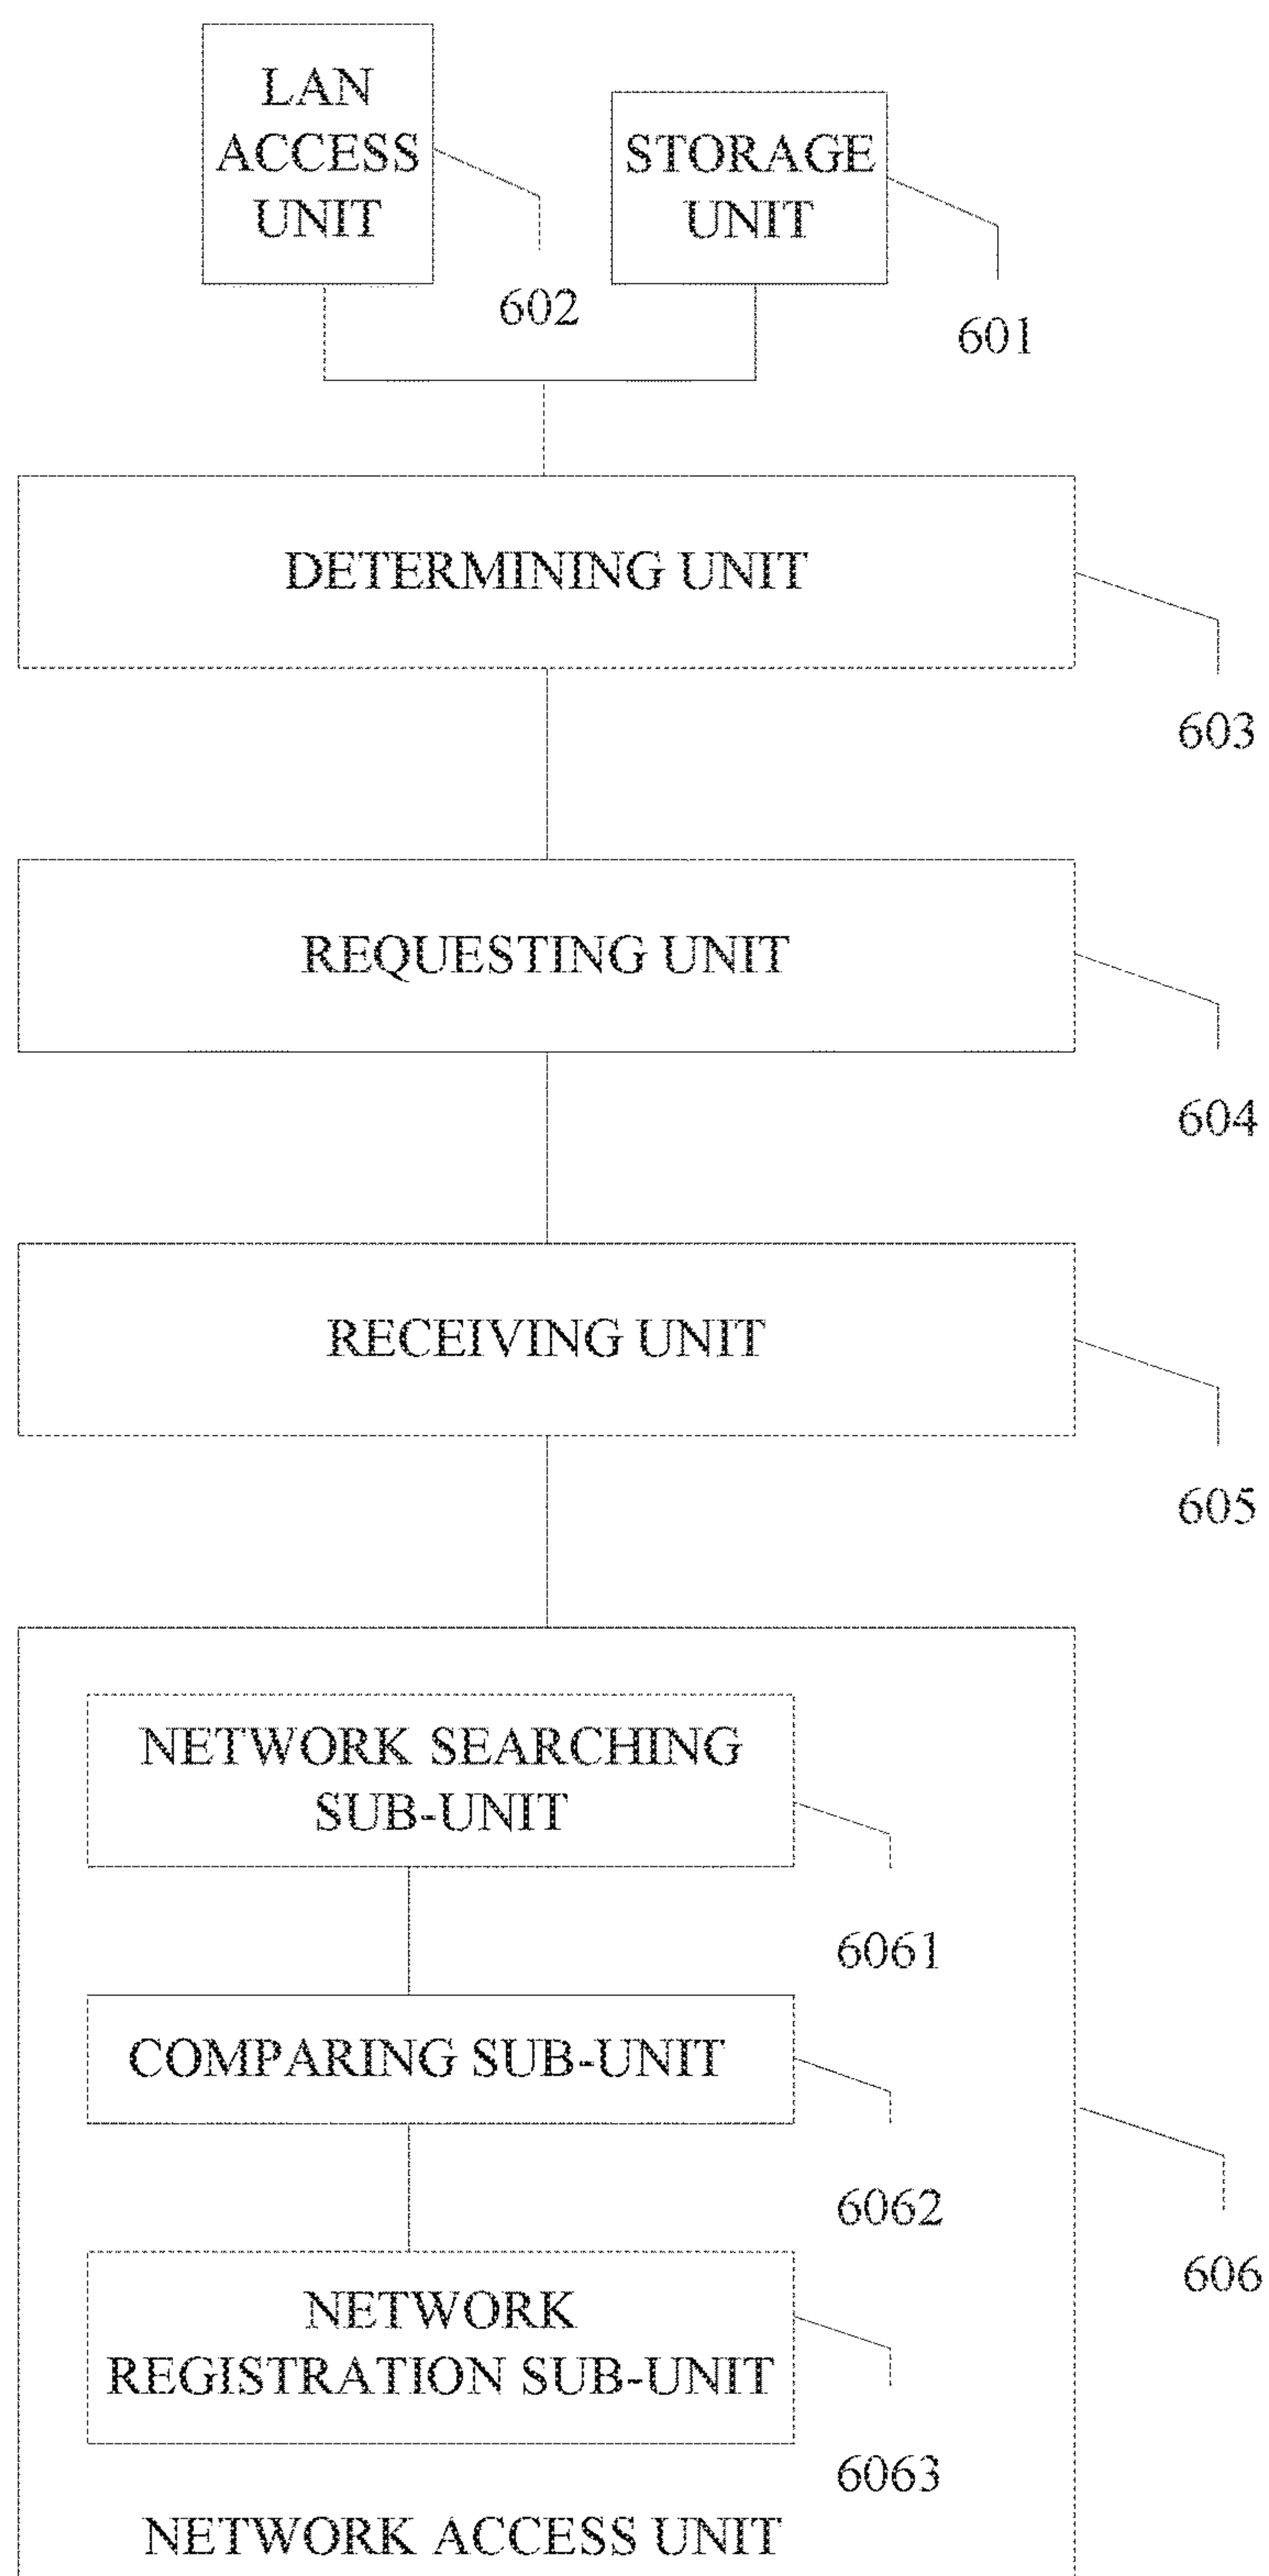 LAN
ACCESS
UNIT
602
STORAGE
UNIT
601
DETERMINING UNIT
603
REQUESTING UNIT
604
RECEIVING UNIT
605
NETWORK SEARCHING
SUB-UNIT
6061
COMPARING SUB-UNIT
6062
606
NETWORK
REGISTRATION SUB-UNIT
6063
NETWORK ACCESS UNIT